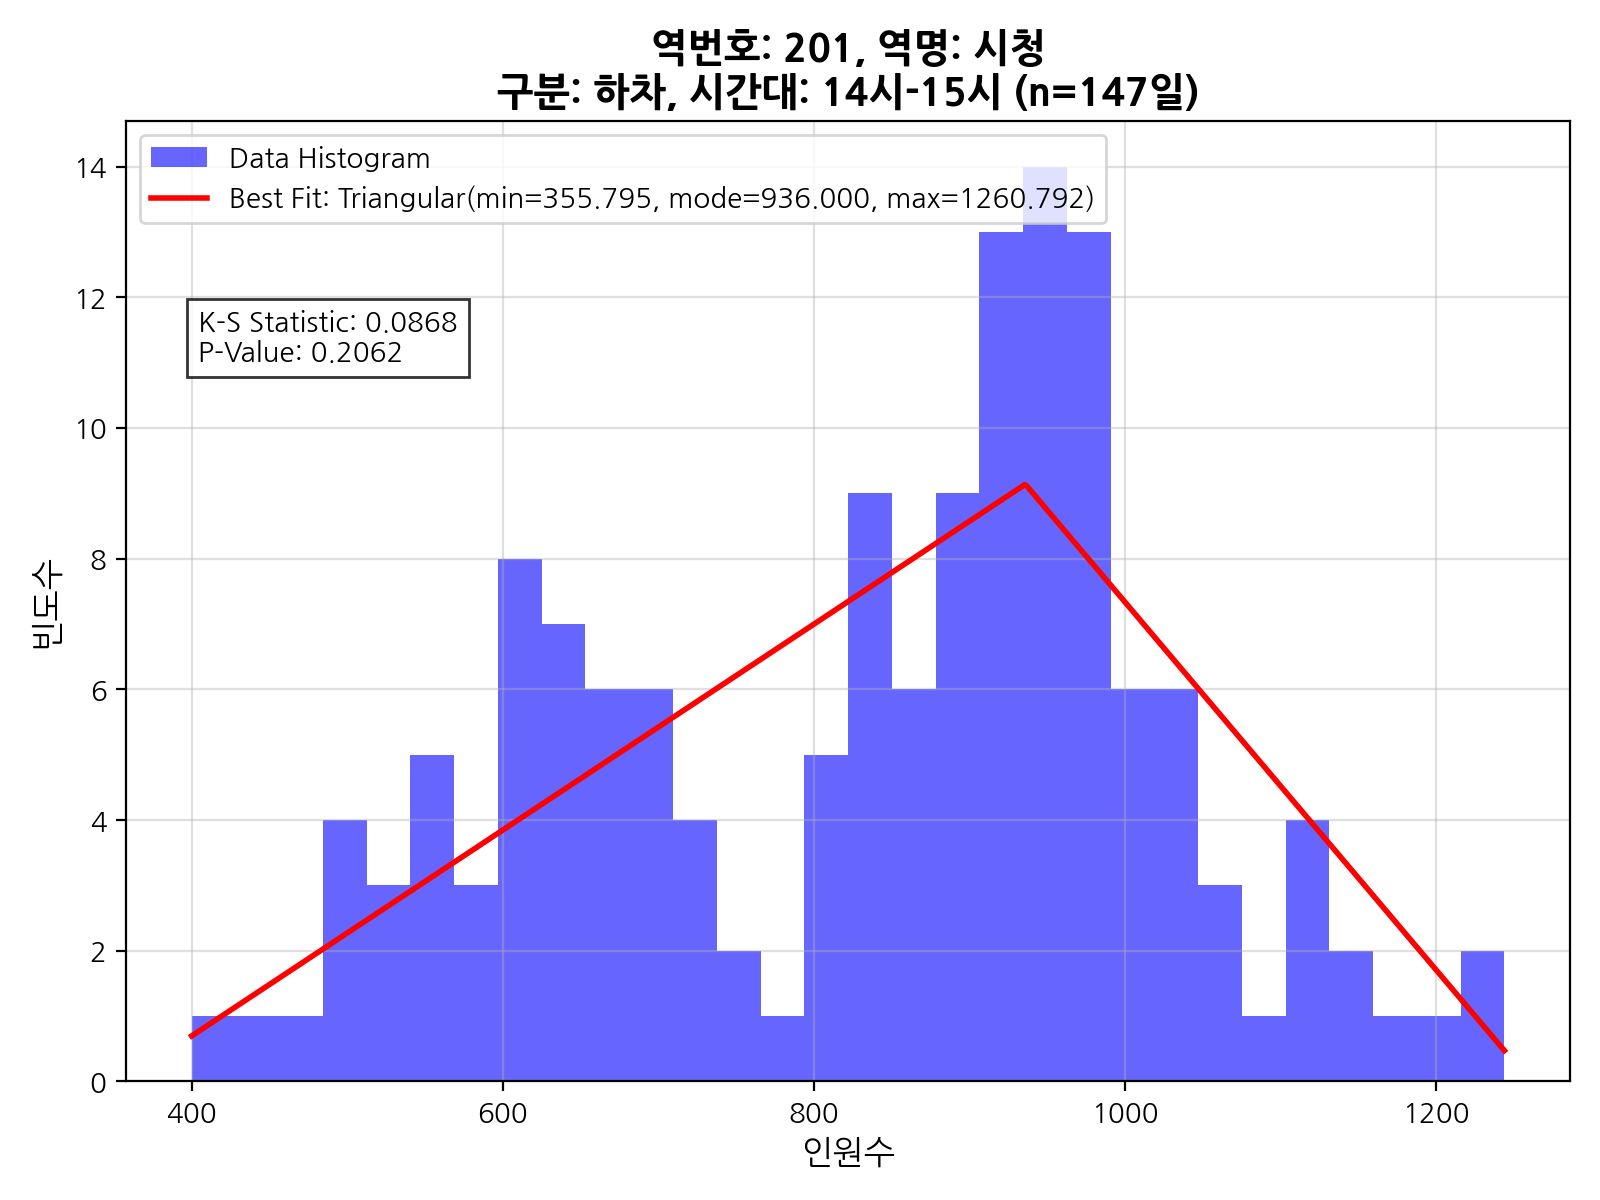 역번호: 201, 역명: 시청
구분: 하차, 시간대: 14시-15시 (n=147일)
Data Histogram
Best Fit: Triangular(min=355.795, mode=936.000, max=1260.792)
K-S Statistic: 0.0868
P-Value: 0.2062
빈도수
14
12
10
8
6
4
2
0
400
600
800
1000
1200
인원수